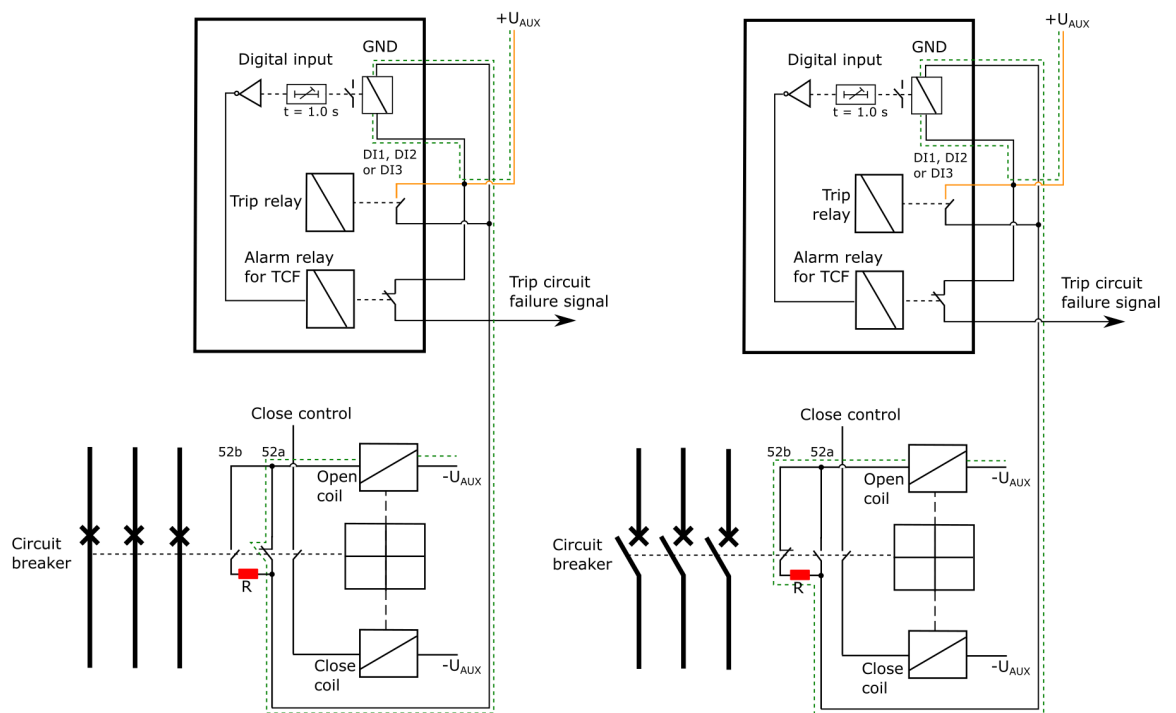 +UAUX
GND
Digital input
t = 1.0 s
DI1, DI2
or DI3
Trip relay
Alarm relay
for TCF
Trip circuit
failure signal
Close control
52b 52a
Open
coil
-UAUX
Circuit
breaker
R
Close
coil
-UAUX
+UAUX
GND
Digital input
t = 1.0 s
DI1, DI2
or DI3
Trip
relay
Alarm relay
for TCF
Trip circuit
failure signal
Close control
52b 52a
Open
coil
-UAUX
Circuit
breaker
R
Close
coil
-UAUX